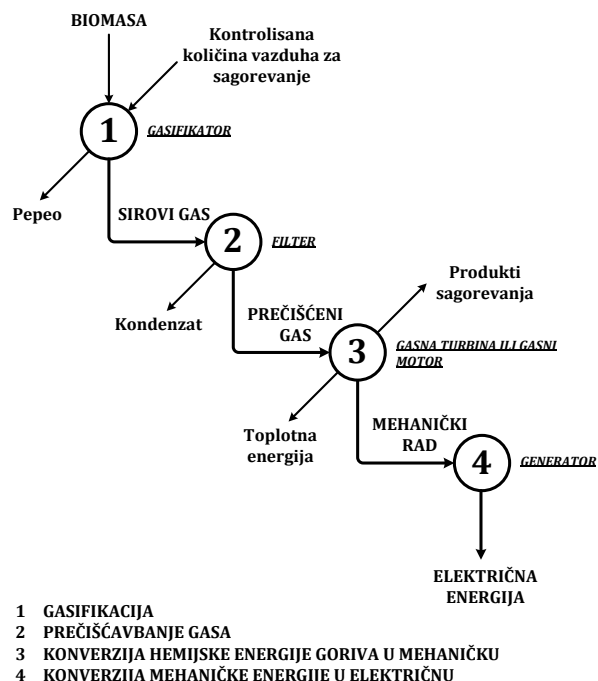 BIOMASA
Kontrolisana
količina vazduha za
sagorevanje
1
GASIFIKATOR
Pepeo
SIROVI GAS
2
FILTER
Kondenzat
PREČIŠĆENI
GAS
Produkti
sagorevanja
3
GASNA TURBINA ILI GASNI
MOTOR
Toplotna
energija
MEHANIČKI
RAD
4
GENERATOR
ELEKTRIČNA
ENERGIJA
1 GASIFIKACIJA
2 PREČIŠĆAVBANJE GASA
3 KONVERZIJA HEMIJSKE ENERGIJE GORIVA U MEHANIČKU
4 KONVERZIJA MEHANIČKE ENERGIJE U ELEKTRIČNU